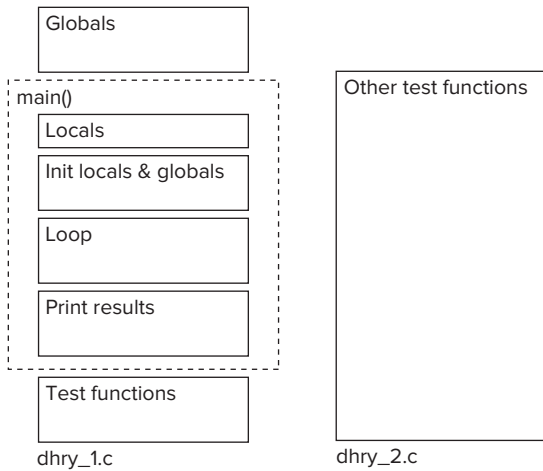 Globals
main()
Locals
Init locals & globals
Loop
Print results
Test functions
dhry_1.c
Other test functions
dhry_2.c